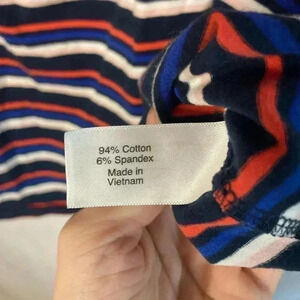 94% Cotton
6% Spandex
Made in
Vietnam